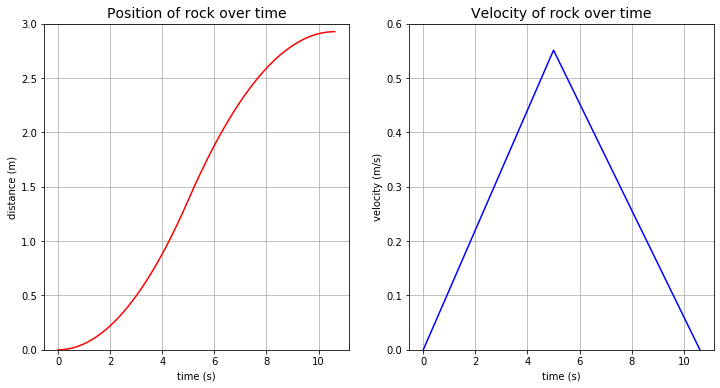 Position of rock over time
3.0
2.5
2.0
1.5
1.0
0.5
0.0
distance (m)
0 2 4 6 8 10
time (s)
Velocity of rock over time
0.6
0.5
0.4
0.3
0.2
0.1
0.0
velocity (m/s)
0 2 4 6 8 10
time (s)